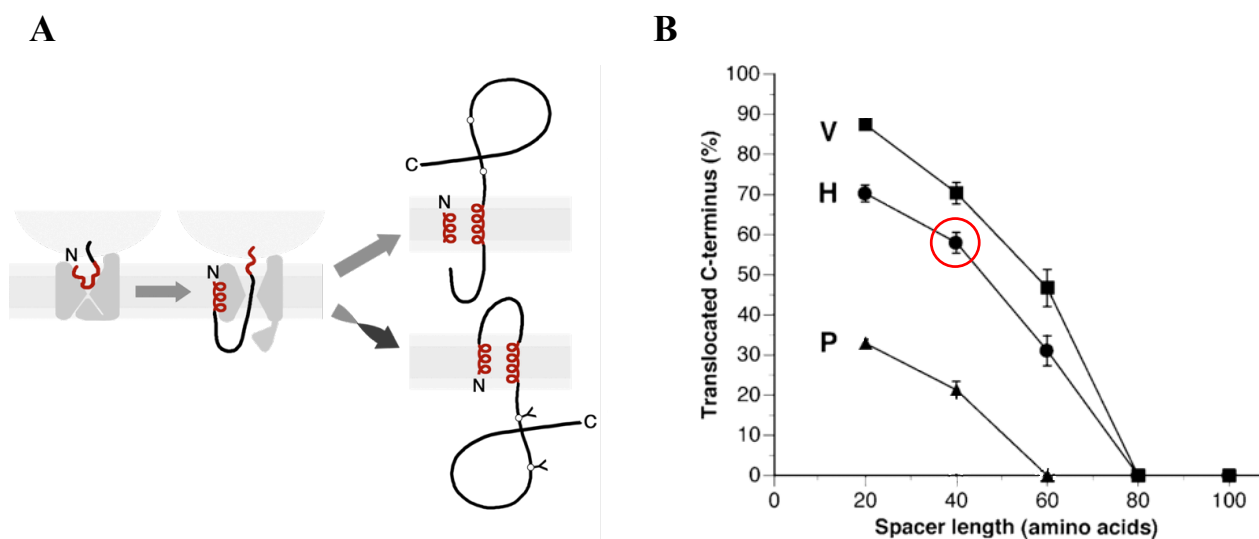 A
N
N
C
N
N
C
B
Translocated C-terminus (%)
100
90
80
70
60
50
40
30
20
10
0
V
H
P
0 20 40 60 80 100
Spacer length (amino acids)